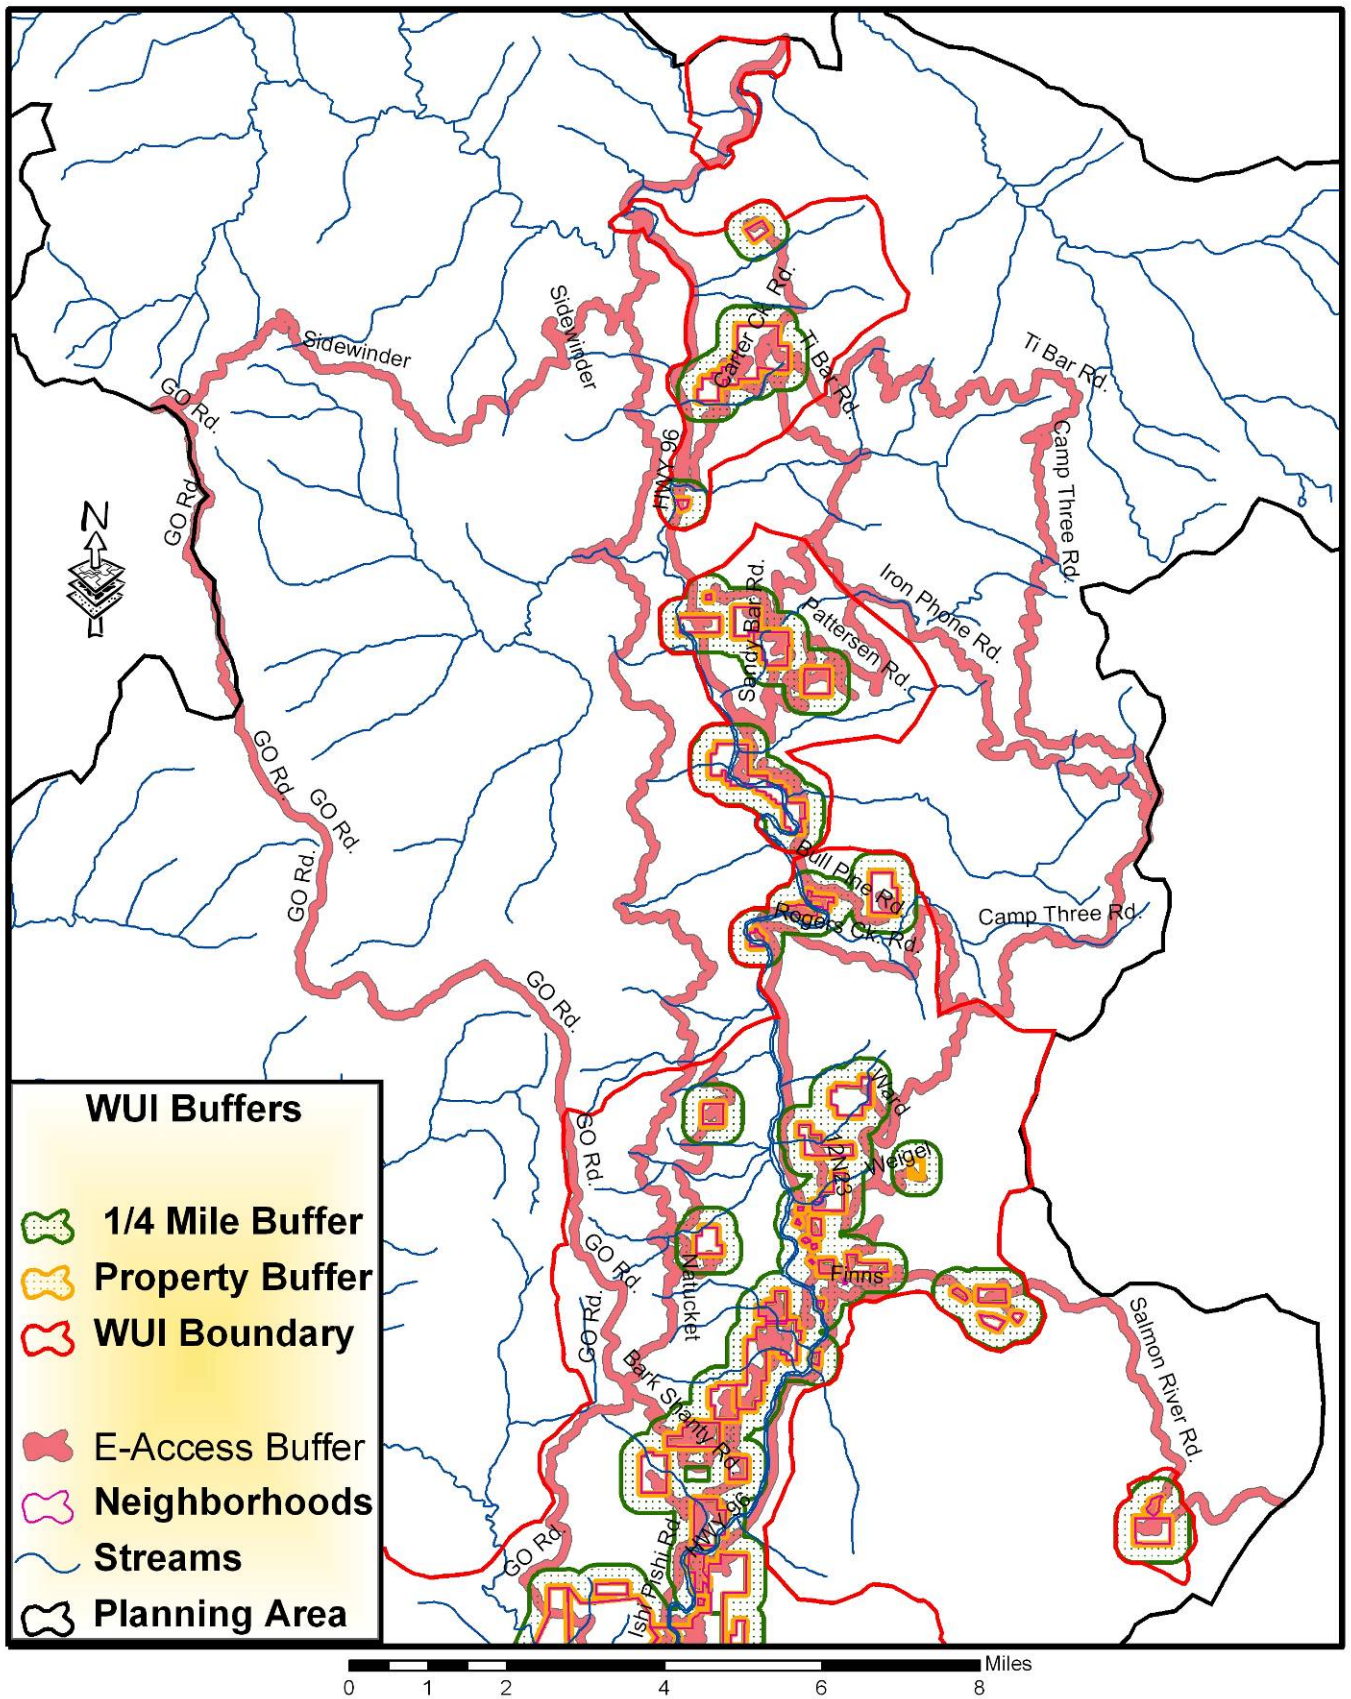 Sidewinder
Sidewinder
Carter Ck. Rd.
Ti Bar Rd.
Ti Bar Rd.
GO Rd.
GO Rd.
HWY 96
Camp Three Rd.
N
Sandy Bar Rd.
Pattersen Rd.
Iron Phone Rd.
GO Rd.
GO Rd.
GO Rd.
Bull Pine Rd.
Rogers Ck. Rd.
Camp Three Rd.
GO Rd.
Ward
12N23
Weigel
GO Rd.
GO Rd.
GO Rd.
Natucket
Finns
Salmon River Rd.
Bark Shanty Rd.
HWY 96
GO Rd.
Ishi Pishi Rd.
WUI Buffers
1/4 Mile Buffer
Property Buffer
WUI Boundary
E-Access Buffer
Neighborhoods
Streams
Planning Area
Miles
0 1 2 4 6 8